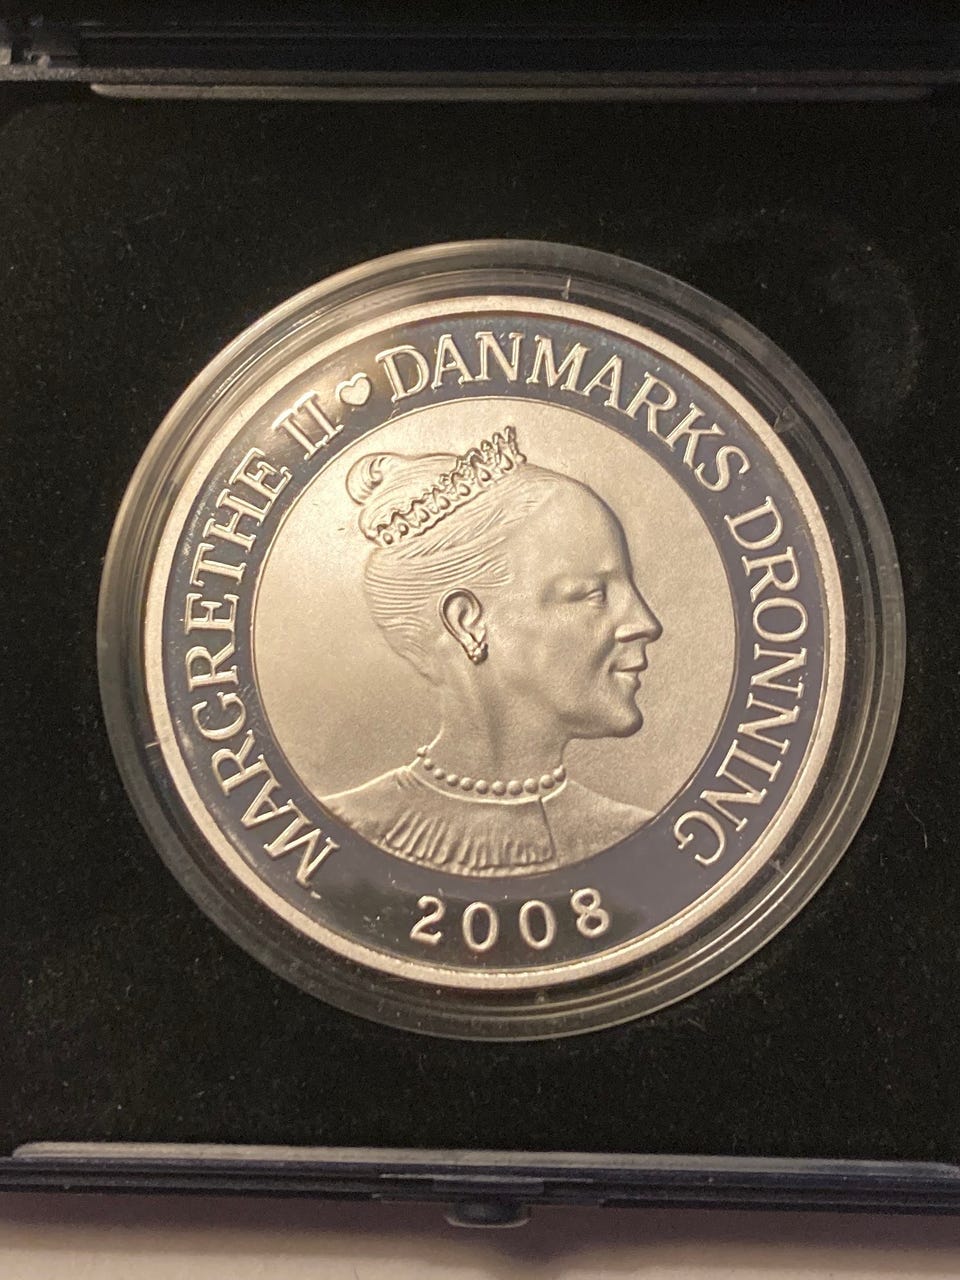 MARGRETHE II ♥ DANMARKS DRONNING
2008